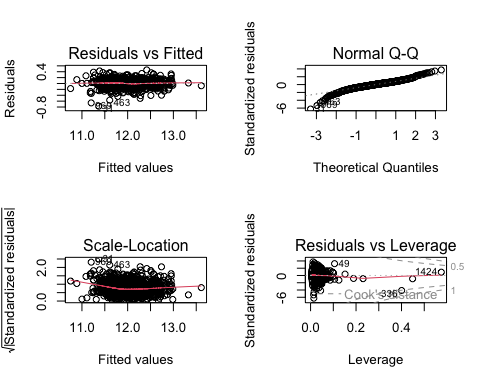 Residuals vs Fitted
Residuals
-0.8
0.4
463
11.0
12.0
13.0
Fitted values
Normal Q-Q
Standardized residuals
-6
0
-3
-1
1
2
3
Theoretical Quantiles
Scale-Location
√|Standardized residuals|
0.0
2.0
463
11.0
12.0
13.0
Fitted values
Residuals vs Leverage
Standardized residuals
-6
0
49
1424
336
Cook's distance
0.5
1
0.0
0.2
0.4
Leverage